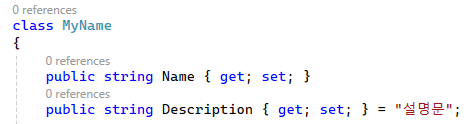 0 references
class MyName
{
0 references
public string Name { get; set; }
0 references
public string Description { get; set; } = "설명문";